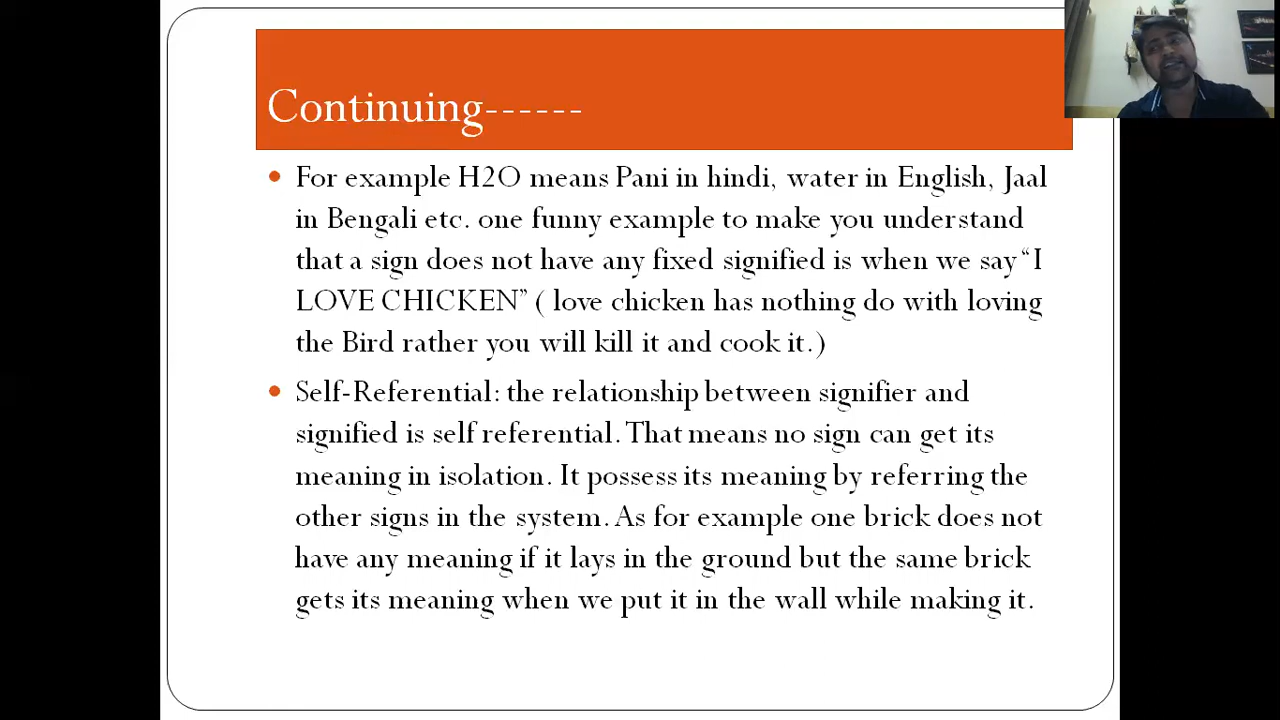 Continuing------
For example H2O means Pani in hindi, water in English, Jaal
in Bengali etc. one funny example to make you understand
that a sign does not have any fixed signified is when we say “I
LOVE CHICKEN” ( love chicken has nothing do with loving
the Bird rather you will kill it and cook it.)
Self-Referential: the relationship between signifier and
signified is self referential. That means no sign can get its
meaning in isolation. It possess its meaning by referring the
other signs in the system. As for example one brick does not
have any meaning if it lays in the ground but the same brick
gets its meaning when we put it in the wall while making it.